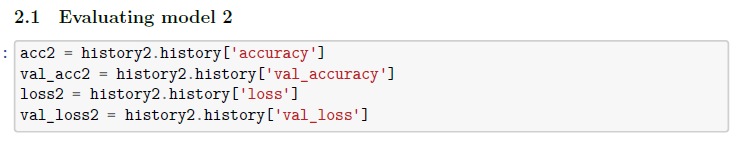 2.1 Evaluating model 2
: acc2 = history2.history['accuracy']
val_acc2 = history2.history['val_accuracy']
loss2 = history2.history['loss']
val_loss2 = history2.history['val_loss']